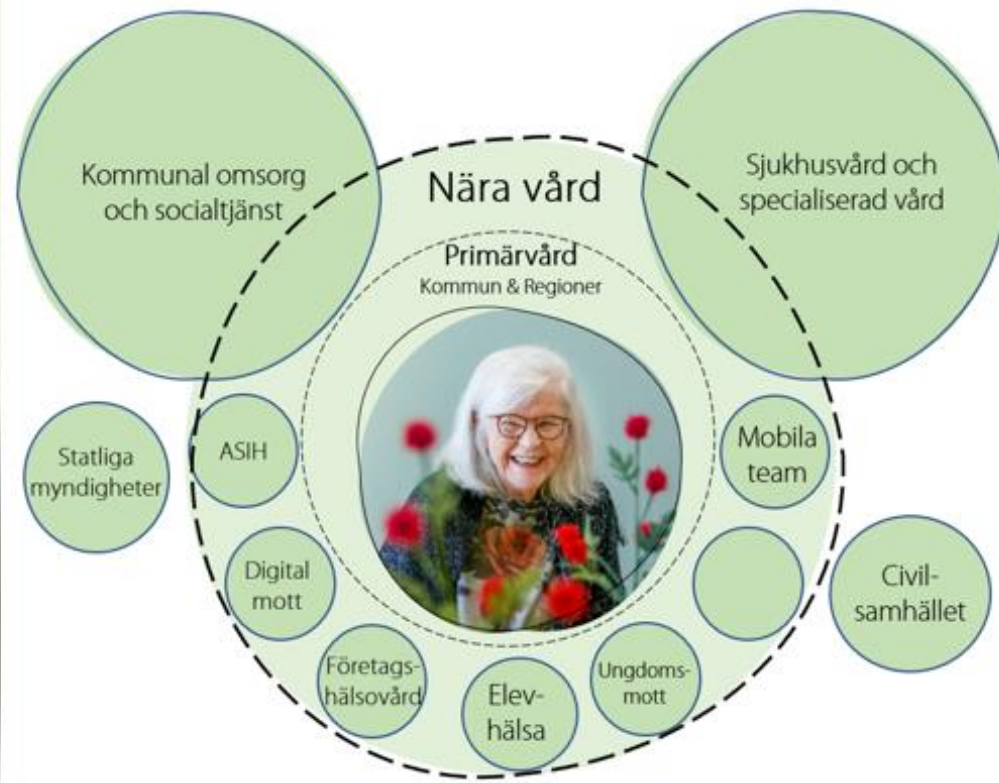 Kommunal omsorg
och socialtjänst
Nära vård
Sjukhusvård och
specialiserad vård
Primärvård
Kommun & Regioner
Statliga
myndigheter
ASIH
Mobila
team
Digital
mott
Civil-
samhället
Företags-
hälsovård
Elev-
hälsa
Ungdoms-
mott